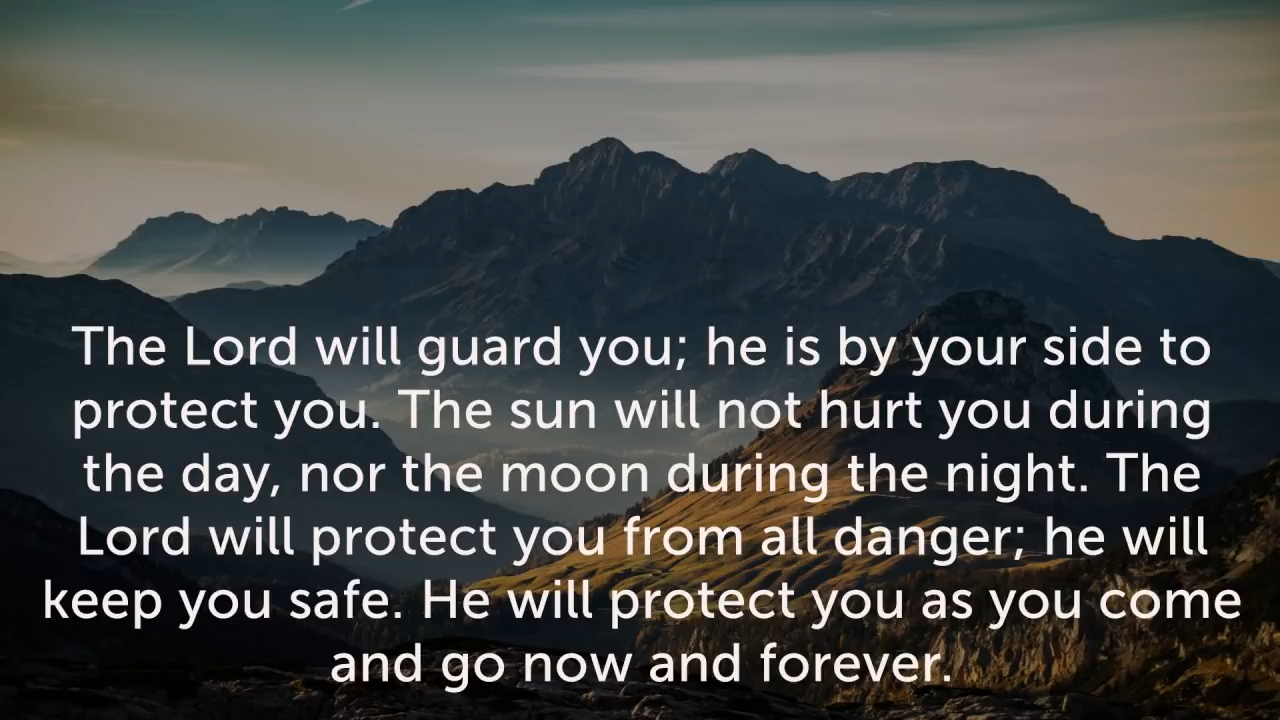 The Lord will guard you; he is by your side to
protect you. The sun will not hurt you during
the day, nor the moon during the night. The
Lord will protect you from all danger; he will
keep you safe. He will protect you as you come
and go now and forever.